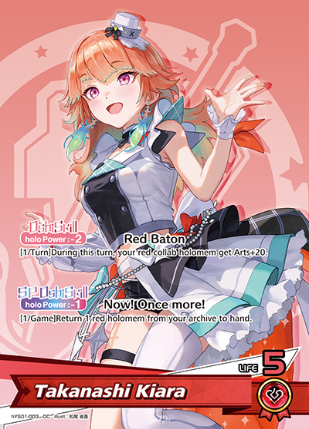 Oshi Skill
holo Power:-2
Red Baton
[1/Turn]During this turn, your red collab holomem get Arts+20.
SP Oshi Skill
holo Power:-1
Now! Once more!
[1/Game]Return 1 red holomem from your archive to hand.
LIFE 5
Takanashi Kiara